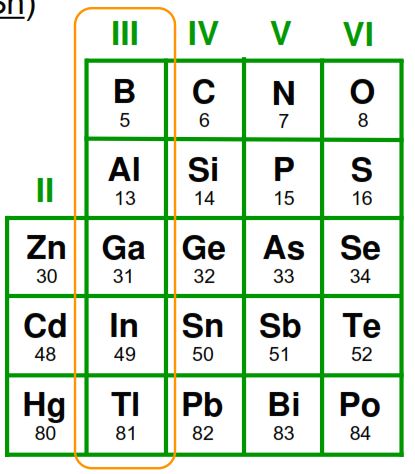 Sn)
III IV V VI
B C N O
5 6 7 8
Al Si P S
13 14 15 16
II
Zn Ga Ge As Se
30 31 32 33 34
Cd In Sn Sb Te
48 49 50 51 52
Hg Tl Pb Bi Po
80 81 82 83 84